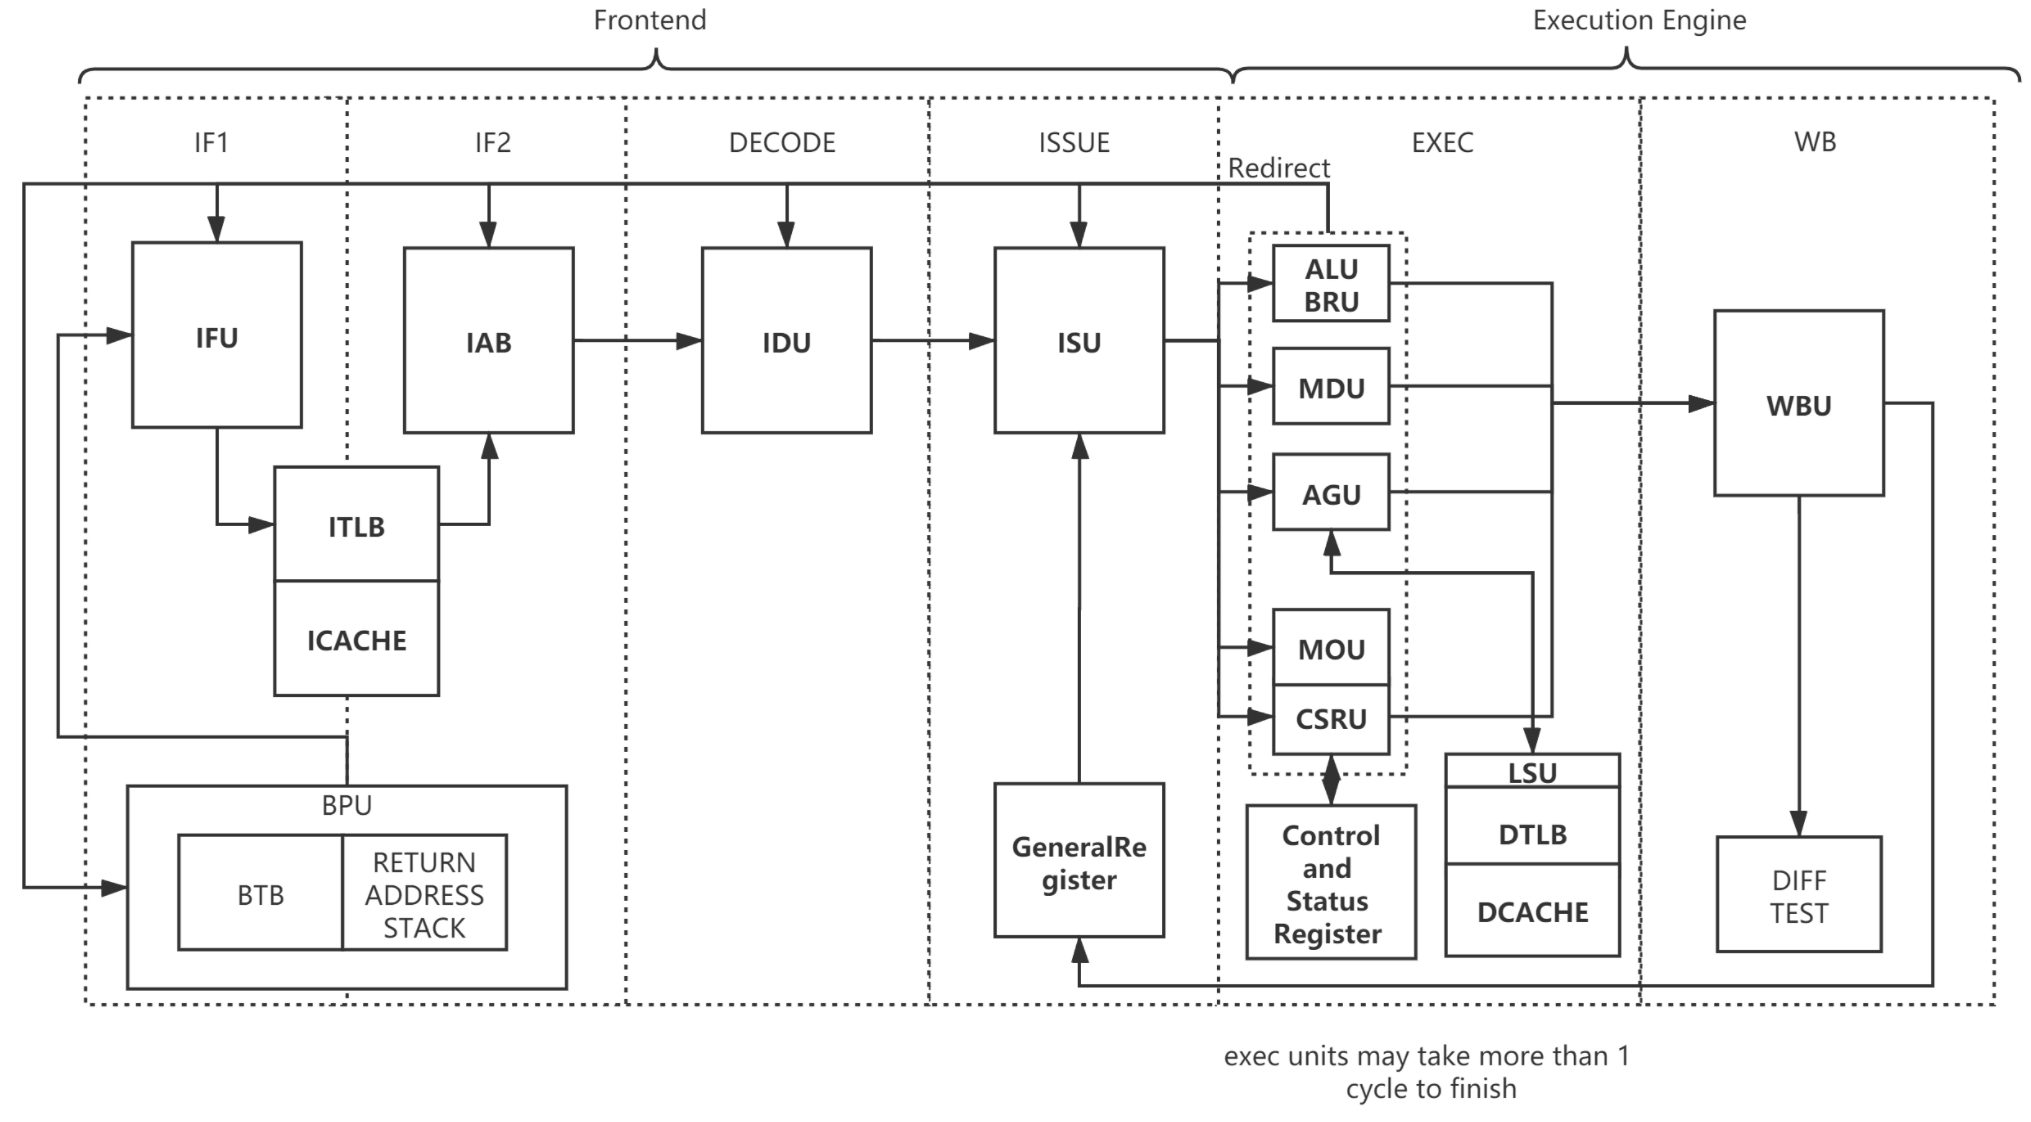 Frontend
Execution Engine
IF1
IF2
DECODE
ISSUE
EXEC
WB
Redirect
IFU
IAB
IDU
ISU
ALU
BRU
MDU
AGU
MOU
CSRU
WBU
ITLB
ICACHE
BPU
BTB
RETURN
ADDRESS
STACK
GeneralRe
gister
Control
and
Status
Register
LSU
DTLB
DCACHE
DIFF
TEST
exec units may take more than 1
cycle to finish